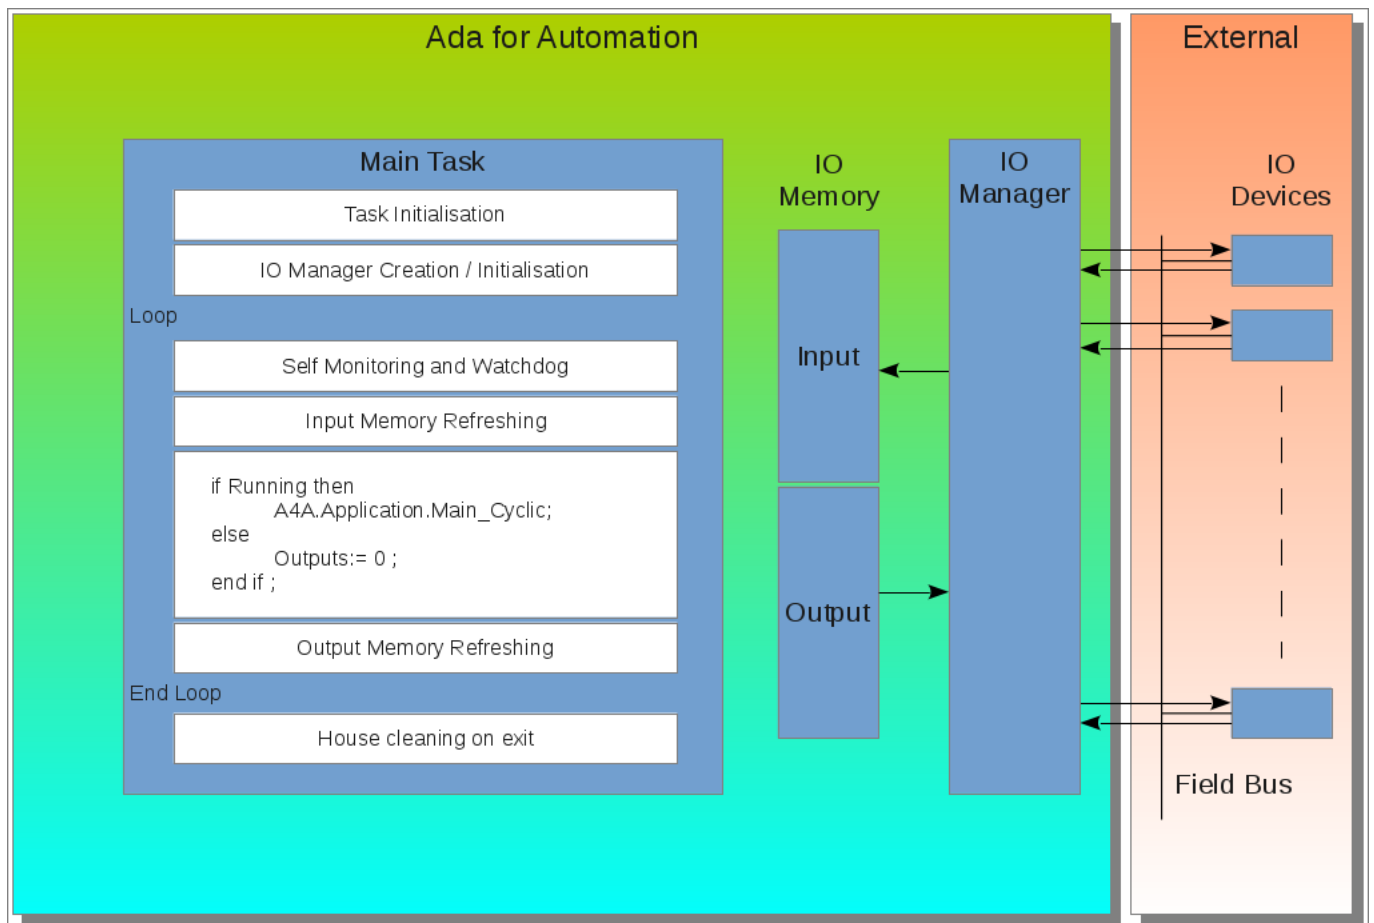 Ada for Automation
External
Main Task
Task Initialisation
IO Manager Creation / Initialisation
Loop
Self Monitoring and Watchdog
Input Memory Refreshing
if Running then
A4A.Application.Main_Cyclic;
else
Outputs:= 0 ;
end if ;
Output Memory Refreshing
End Loop
House cleaning on exit
IO
Memory
Input
Output
IO
Manager
IO
Devices
Field Bus